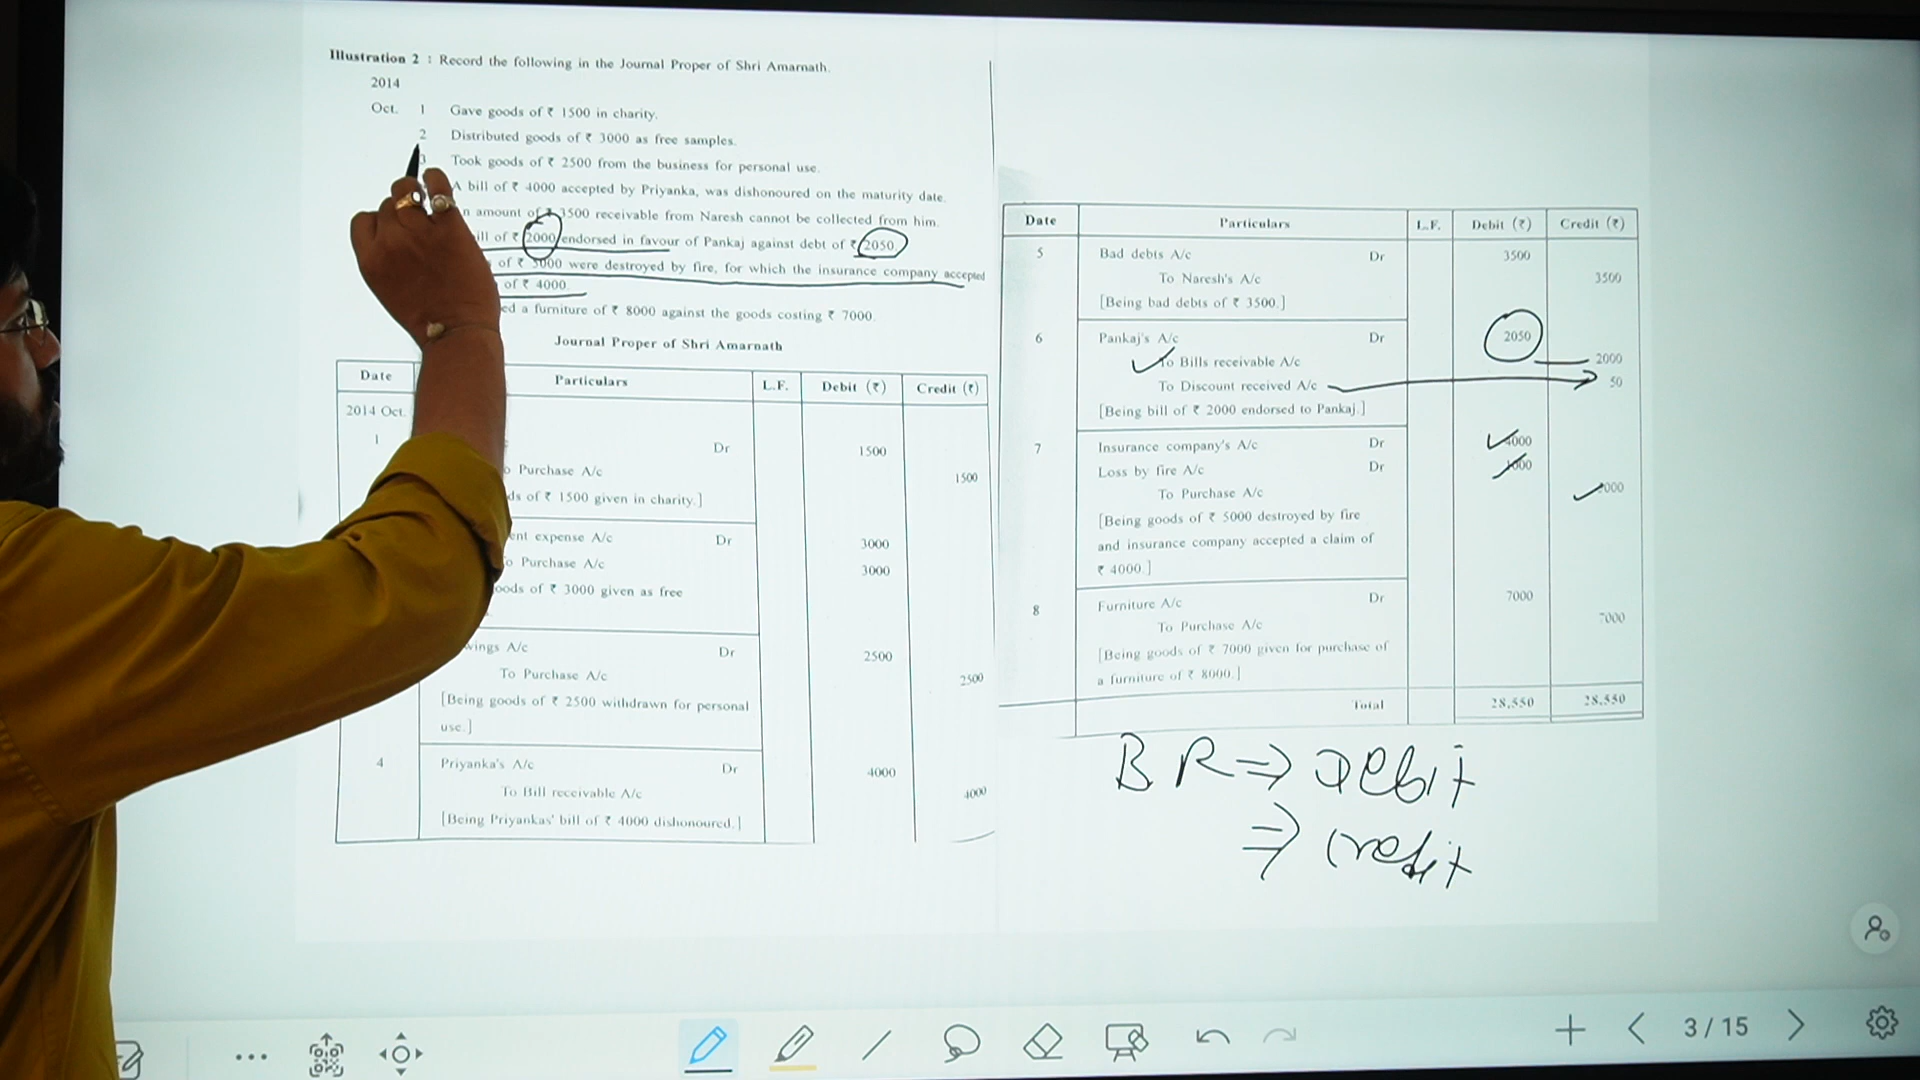 Illustration 2 : Record the following in the Journal Proper of Shri Amarnath.
2014
Oct. 1 Gave goods of ₹ 1500 in charity.
2 Distributed goods of ₹ 3000 as free samples.
3 Took goods of ₹ 2500 from the business for personal use.
A bill of ₹ 4000 accepted by Priyanka, was dishonoured on the maturity date.
amount of ₹ 3500 receivable from Naresh cannot be collected from him.
of ₹ 2000 endorsed in favour of Pankaj against debt of ₹ 2050
of ₹ 5000 were destroyed by fire, for which the insurance company accepted
of ₹ 4000.
a furniture of ₹ 8000 against the goods costing ₹ 7000.
Journal Proper of Shri Amarnath
Date Particulars L.F. Debit (₹) Credit (₹)
2014 Oct.
1 Dr 1500
Purchase A/c 1500
of ₹ 1500 given in charity.]
expense A/c Dr 3000
Purchase A/c 3000
of ₹ 3000 given as free
A/c Dr 2500
To Purchase A/c 2500
[Being goods of ₹ 2500 withdrawn for personal
use.]
4 Priyanka's A/c Dr 4000
To Bill receivable A/c 4000
[Being Priyankas' bill of ₹ 4000 dishonoured.]
Date Particulars L.F. Debit (₹) Credit (₹)
5 Bad debts A/c Dr 3500
To Naresh's A/c 3500
[Being bad debts of ₹ 3500.]
6 Pankaj's A/c Dr 2050
To Bills receivable A/c 2000
To Discount received A/c 50
[Being bill of ₹ 2000 endorsed to Pankaj.]
7 Insurance company's A/c Dr 4000
Loss by fire A/c Dr 1000
To Purchase A/c 5000
[Being goods of ₹ 5000 destroyed by fire
and insurance company accepted a claim of
₹ 4000.]
8 Furniture A/c Dr 7000
To Purchase A/c 7000
[Being goods of ₹ 7000 given for purchase of
a furniture of ₹ 8000.]
Total 28,550 28,550
B R ⇒ Debit
⇒ Credit
3 / 15